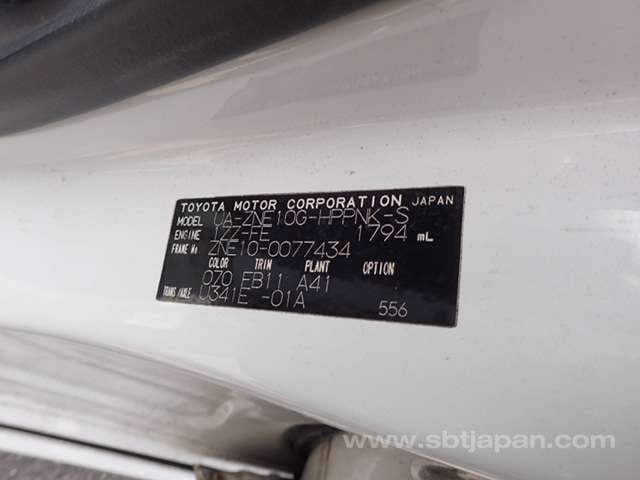 TOYOTA MOTOR CORPORATION JAPAN
MODEL UA-ZNE10G-HPPNK-S
ENGINE 1ZZ-FE 1794 mL
FRAME No ZNE10-0077434
COLOR TRIM PLANT OPTION
070 EB11 A41
TRANS/AXLE U341E -01A
556
www.sbtjapan.com